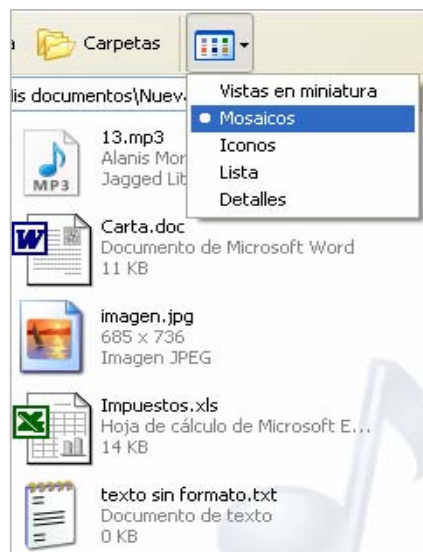 Carpetas
Vistas en miniatura
Mosaicos
Iconos
Lista
Detalles
documentos\Nuev
13.mp3
Alanis Mor
Jagged Lit
MP3
Carta.doc
Documento de Microsoft Word
11 KB
imagen.jpg
685 x 736
Imagen JPEG
Impuestos.xls
Hoja de cálculo de Microsoft E...
14 KB
texto sin formato.txt
Documento de texto
0 KB